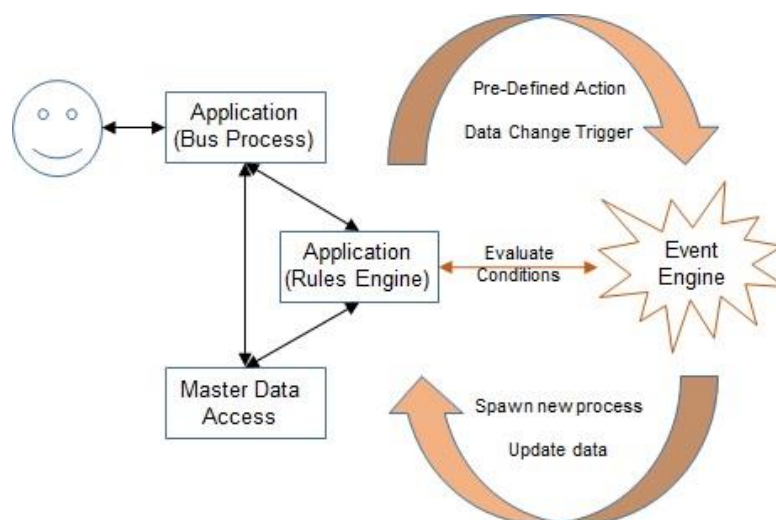 Pre-Defined Action
Data Change Trigger
Application
(Bus Process)
Application
(Rules Engine)
Evaluate
Conditions
Event
Engine
Master Data
Access
Spawn new process
Update data